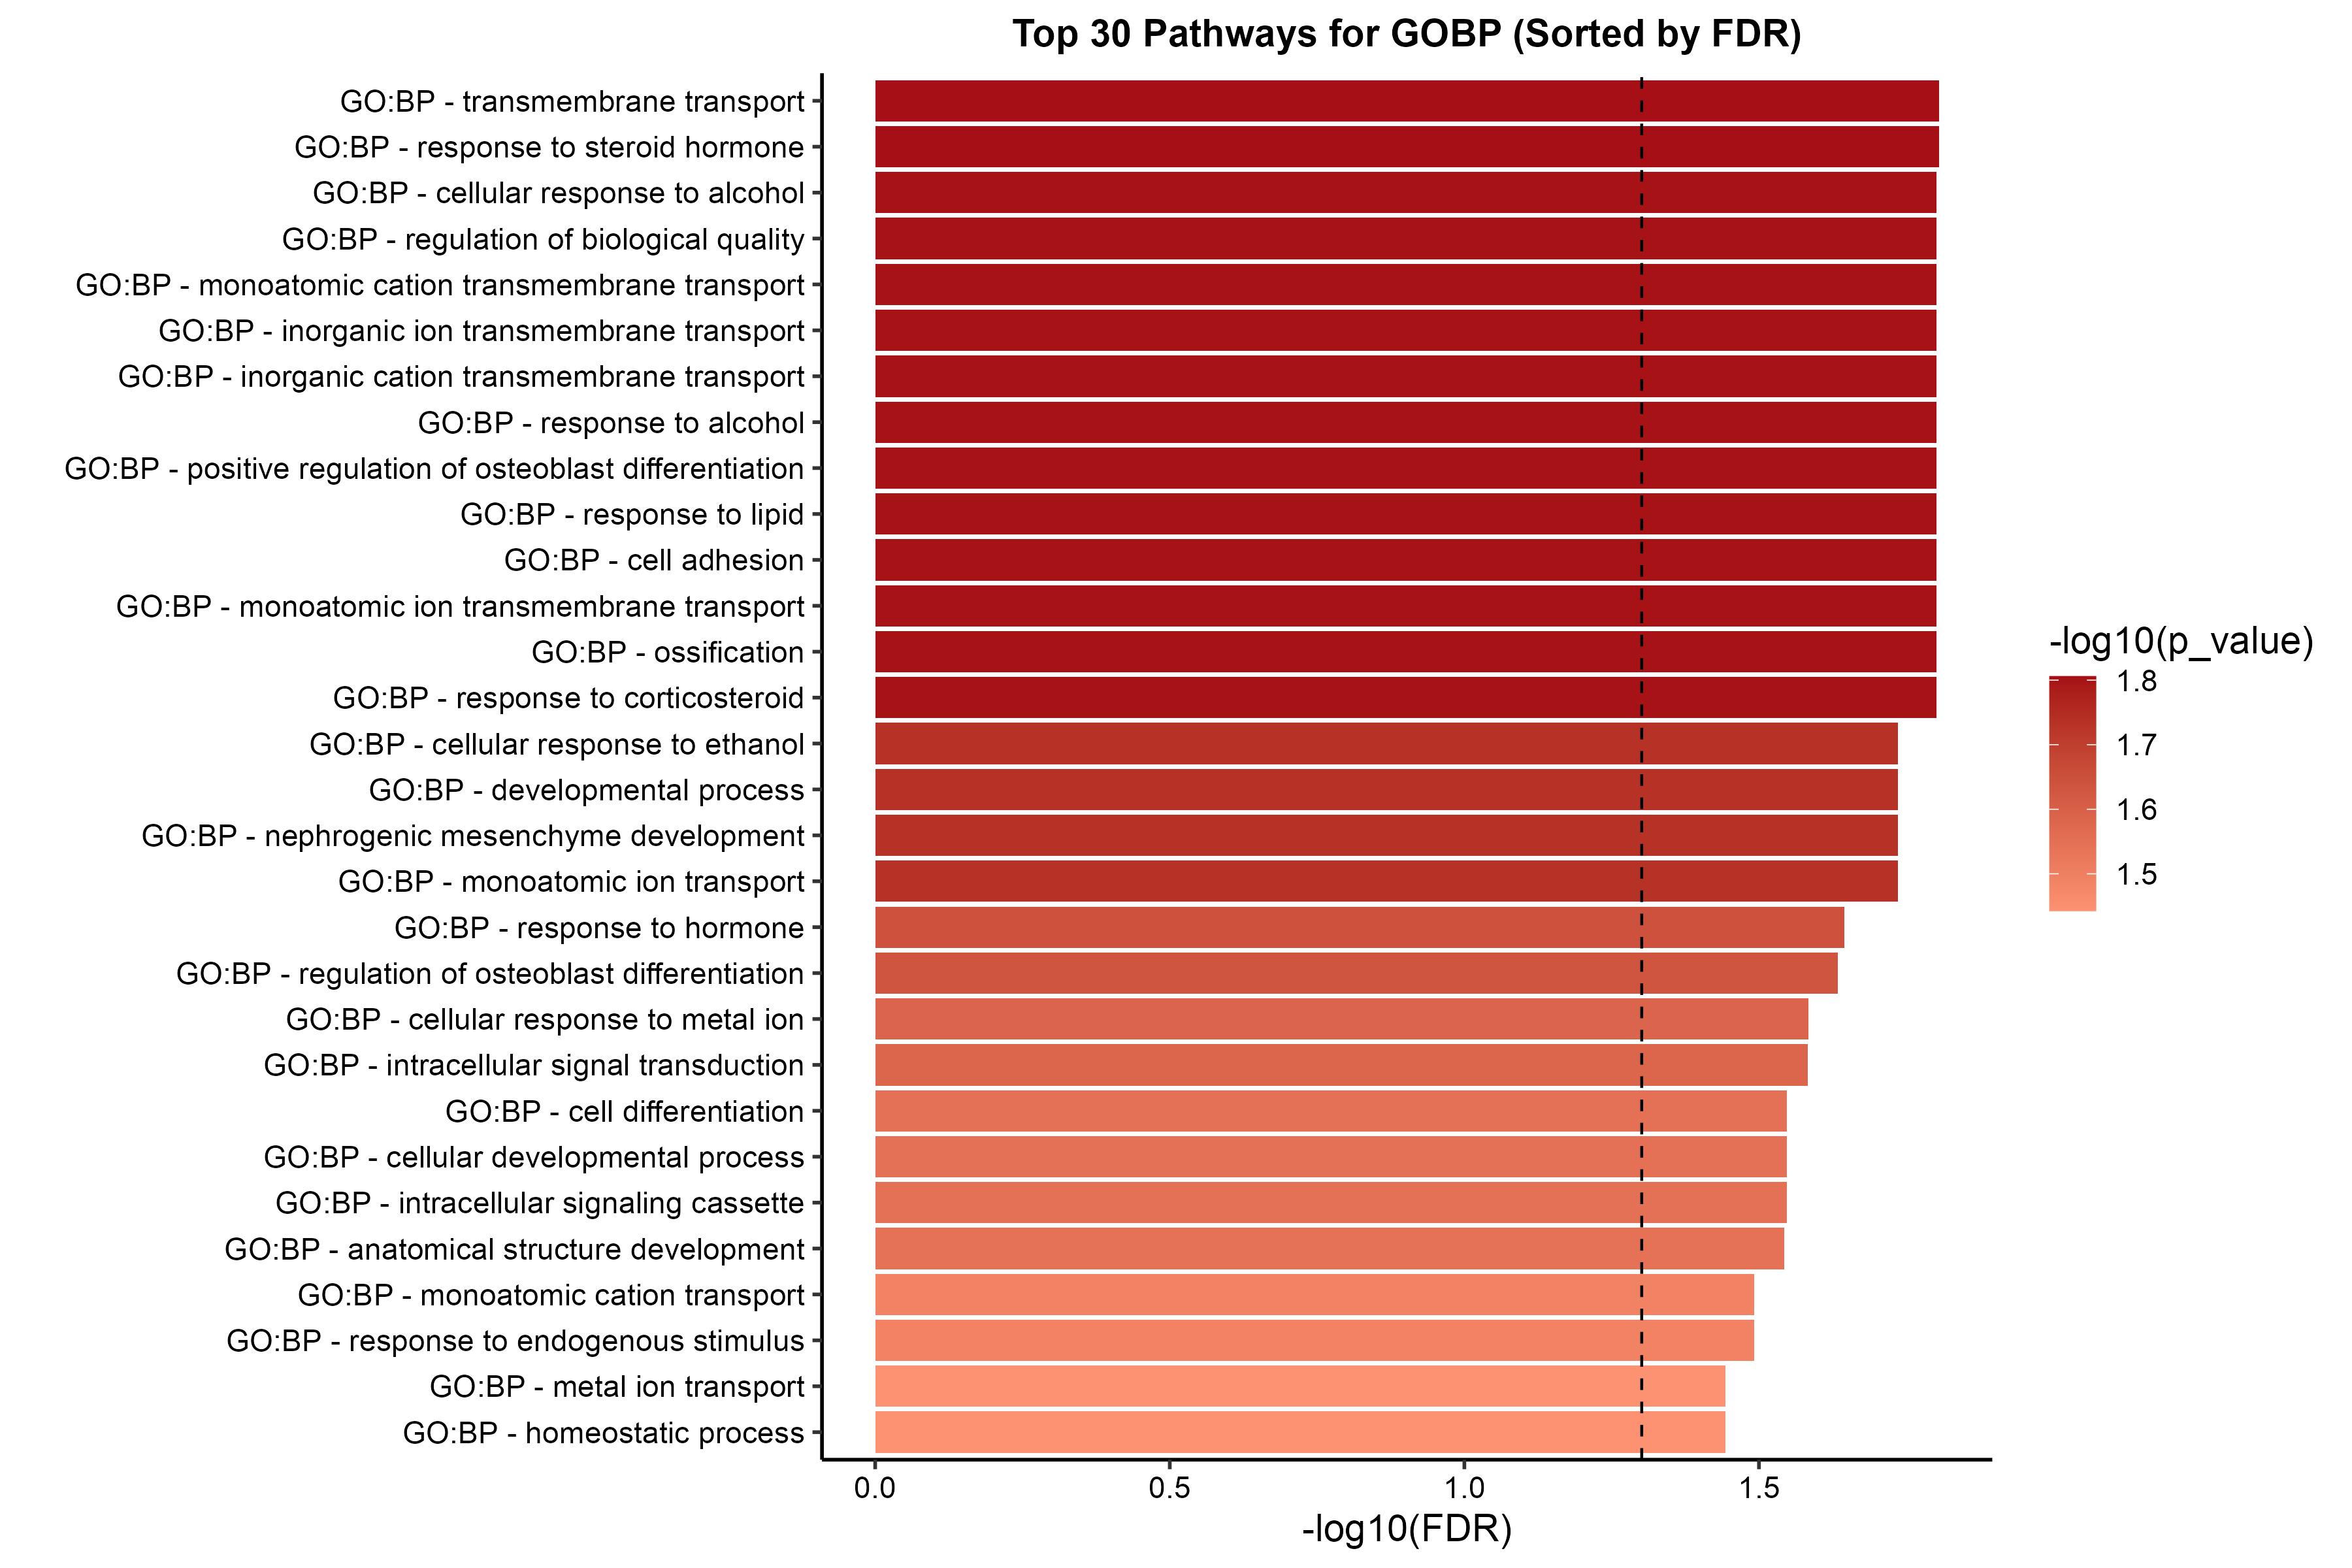 Top 30 Pathways for GOBP (Sorted by FDR)
GO:BP - transmembrane transport
GO:BP - response to steroid hormone
GO:BP - cellular response to alcohol
GO:BP - regulation of biological quality
GO:BP - monoatomic cation transmembrane transport
GO:BP - inorganic ion transmembrane transport
GO:BP - inorganic cation transmembrane transport
GO:BP - response to alcohol
GO:BP - positive regulation of osteoblast differentiation
GO:BP - response to lipid
GO:BP - cell adhesion
GO:BP - monoatomic ion transmembrane transport
GO:BP - ossification
GO:BP - response to corticosteroid
GO:BP - cellular response to ethanol
GO:BP - developmental process
GO:BP - nephrogenic mesenchyme development
GO:BP - monoatomic ion transport
GO:BP - response to hormone
GO:BP - regulation of osteoblast differentiation
GO:BP - cellular response to metal ion
GO:BP - intracellular signal transduction
GO:BP - cell differentiation
GO:BP - cellular developmental process
GO:BP - intracellular signaling cassette
GO:BP - anatomical structure development
GO:BP - monoatomic cation transport
GO:BP - response to endogenous stimulus
GO:BP - metal ion transport
GO:BP - homeostatic process
0.0 0.5 1.0 1.5
-log10(FDR)
-log10(p_value)
1.8
1.7
1.6
1.5